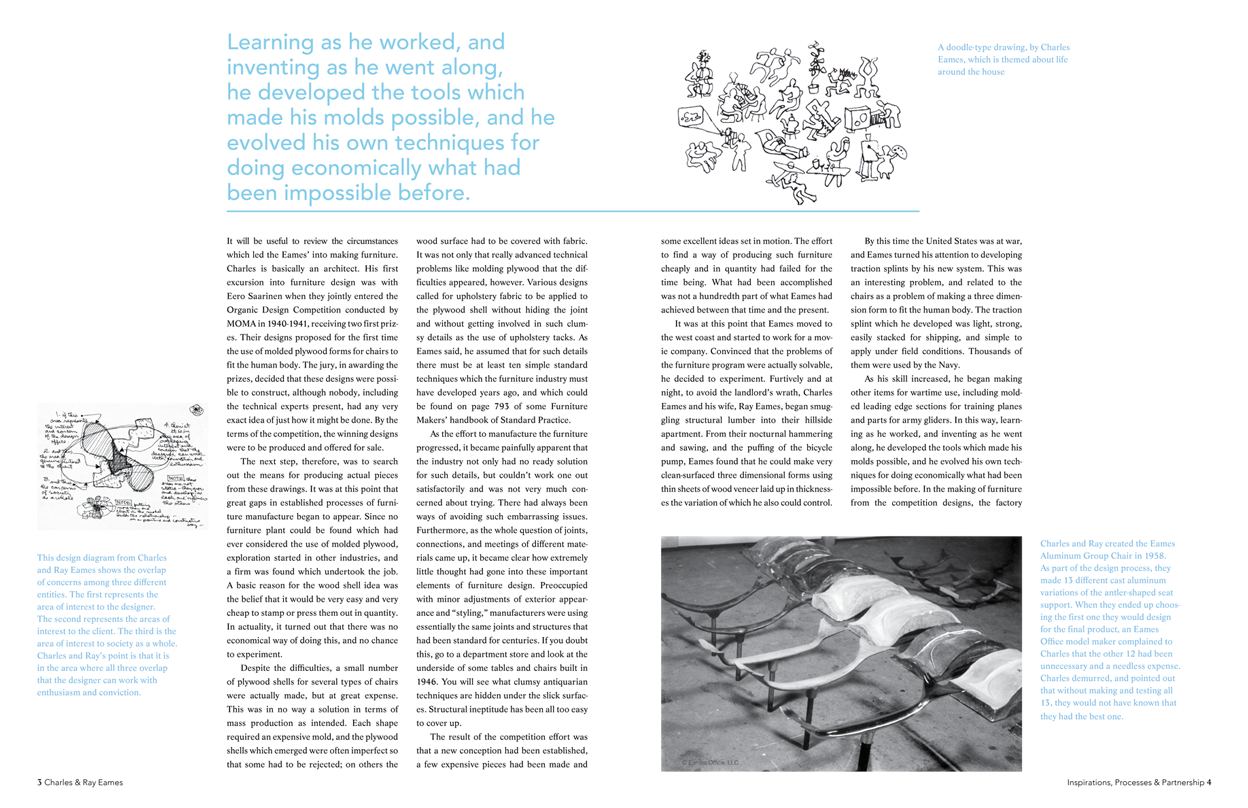 Learning as he worked, and
inventing as he went along,
he developed the tools which
made his molds possible, and he
evolved his own techniques for
doing economically what had
been impossible before.
A doodle-type drawing, by Charles
Eames, which is themed about life
around the house
It will be useful to review the circumstances
which led the Eames’ into making furniture.
Charles is basically an architect. His first
excursion into furniture design was with
Eero Saarinen when they jointly entered the
Organic Design Competition conducted by
MOMA in 1940-1941, receiving two first priz-
es. Their designs proposed for the first time
the use of molded plywood forms for chairs to
fit the human body. The jury, in awarding the
prizes, decided that these designs were possi-
ble to construct, although nobody, including
the technical experts present, had any very
exact idea of just how it might be done. By the
terms of the competition, the winning designs
were to be produced and offered for sale.
The next step, therefore, was to search
out the means for producing actual pieces
from these drawings. It was at this point that
great gaps in established processes of furni-
ture manufacture began to appear. Since no
furniture plant could be found which had
ever considered the use of molded plywood,
exploration started in other industries, and
a firm was found which undertook the job.
A basic reason for the wood shell idea was
the belief that it would be very easy and very
cheap to stamp or press them out in quantity.
In actuality, it turned out that there was no
economical way of doing this, and no chance
to experiment.
Despite the difficulties, a small number
of plywood shells for several types of chairs
were actually made, but at great expense.
This was in no way a solution in terms of
mass production as intended. Each shape
required an expensive mold, and the plywood
shells which emerged were often imperfect so
that some had to be rejected; on others the
wood surface had to be covered with fabric.
It was not only that really advanced technical
problems like molding plywood that the dif-
ficulties appeared, however. Various designs
called for upholstery fabric to be applied to
the plywood shell without hiding the joint
and without getting involved in such clum-
sy details as the use of upholstery tacks. As
Eames said, he assumed that for such details
there must be at least ten simple standard
techniques which the furniture industry must
have developed years ago, and which could
be found on page 793 of some Furniture
Makers’ handbook of Standard Practice.
As the effort to manufacture the furniture
progressed, it became painfully apparent that
the industry not only had no ready solution
for such details, but couldn’t work one out
satisfactorily and was not very much con-
cerned about trying. There had always been
ways of avoiding such embarrassing issues.
Furthermore, as the whole question of joints,
connections, and meetings of different mate-
rials came up, it became clear how extremely
little thought had gone into these important
elements of furniture design. Preoccupied
with minor adjustments of exterior appear-
ance and “styling,” manufacturers were using
essentially the same joints and structures that
had been standard for centuries. If you doubt
this, go to a department store and look at the
underside of some tables and chairs built in
1946. You will see what clumsy antiquarian
techniques are hidden under the slick surfac-
es. Structural ineptitude has been all too easy
to cover up.
The result of the competition effort was
that a new conception had been established,
a few expensive pieces had been made and
some excellent ideas set in motion. The effort
to find a way of producing such furniture
cheaply and in quantity had failed for the
time being. What had been accomplished
was not a hundredth part of what Eames had
achieved between that time and the present.
It was at this point that Eames moved to
the west coast and started to work for a mov-
ie company. Convinced that the problems of
the furniture program were actually solvable,
he decided to experiment. Furtively and at
night, to avoid the landlord’s wrath, Charles
Eames and his wife, Ray Eames, began smug-
gling structural lumber into their hillside
apartment. From their nocturnal hammering
and sawing, and the puffing of the bicycle
pump, Eames found that he could make very
clean-surfaced three dimensional forms using
thin sheets of wood veneer laid up in thickness-
es the variation of which he also could control.
By this time the United States was at war,
and Eames turned his attention to developing
traction splints by his new system. This was
an interesting problem, and related to the
chairs as a problem of making a three dimen-
sion form to fit the human body. The traction
splint which he developed was light, strong,
easily stacked for shipping, and simple to
apply under field conditions. Thousands of
them were used by the Navy.
As his skill increased, he began making
other items for wartime use, including mold-
ed leading edge sections for training planes
and parts for army gliders. In this way, learn-
ing as he worked, and inventing as he went
along, he developed the tools which made his
molds possible, and he evolved his own tech-
niques for doing economically what had been
impossible before. In the making of furniture
from the competition designs, the factory
This design diagram from Charles
and Ray Eames shows the overlap
of concerns among three different
entities. The first represents the
area of interest to the designer.
The second represents the areas of
interest to the client. The third is the
area of interest to society as a whole.
Charles and Ray’s point is that it is
in the area where all three overlap
that the designer can work with
enthusiasm and conviction.
Charles and Ray created the Eames
Aluminum Group Chair in 1958.
As part of the design process, they
made 13 different cast aluminum
variations of the antler-shaped seat
support. When they ended up choos-
ing the first one they would design
for the final product, an Eames
Office model maker complained to
Charles that the other 12 had been
unnecessary and a needless expense.
Charles demurred, and pointed out
that without making and testing all
13, they would not have known that
they had the best one.
© Eames Office, LLC
3 Charles & Ray Eames
Inspirations, Processes & Partnership 4